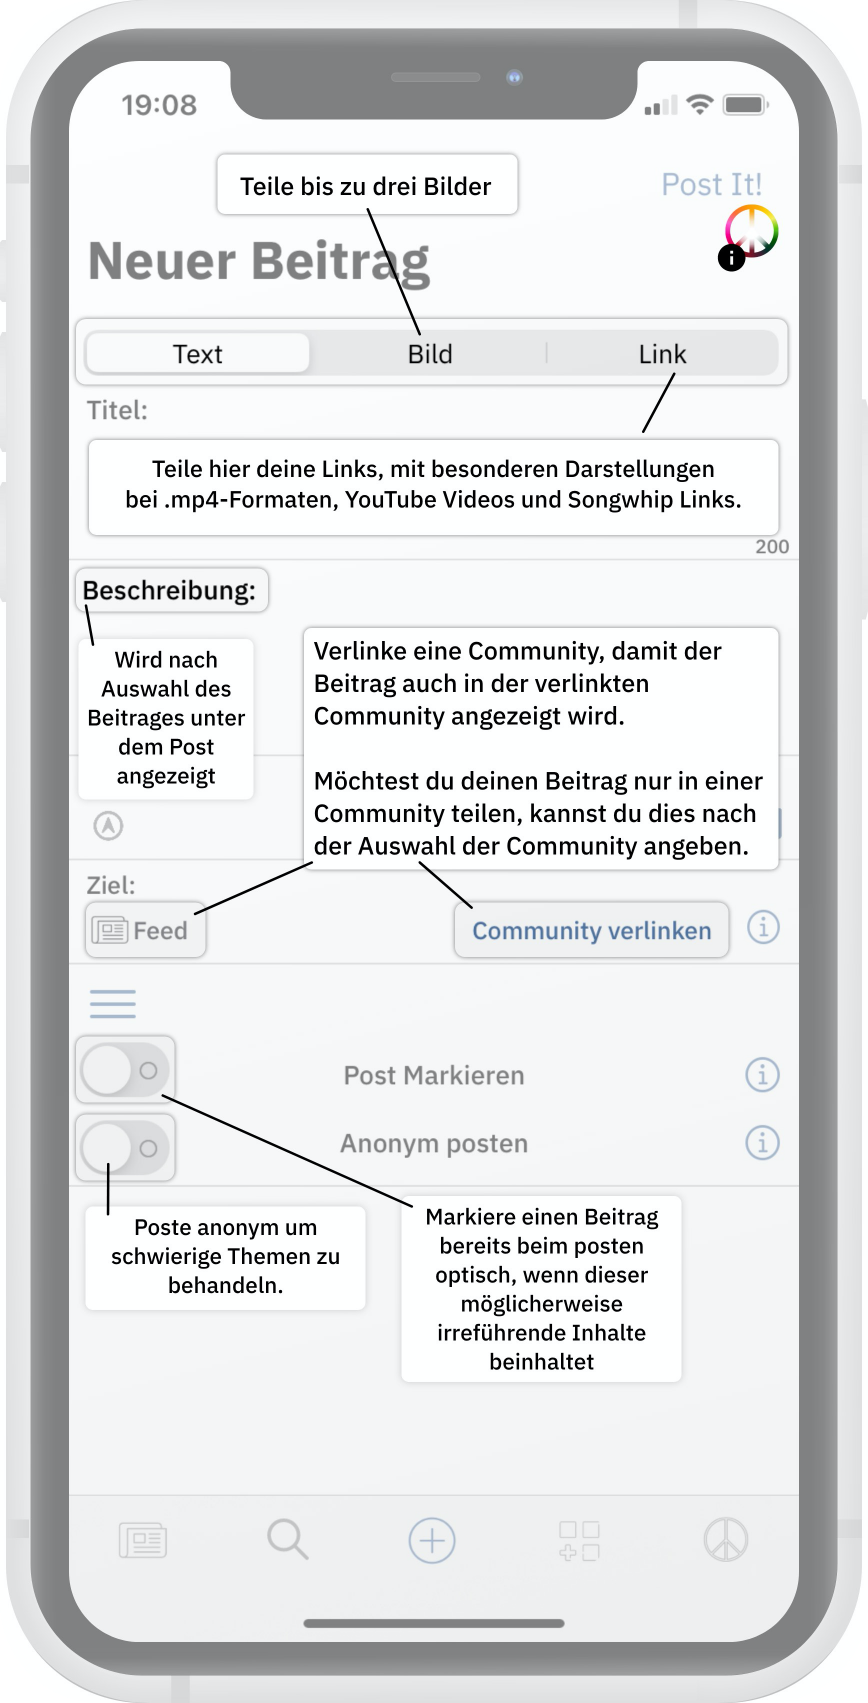 19:08
Teile bis zu drei Bilder
Post It!
Neuer Beitrag
i
Text
Bild
Link
Titel:
Teile hier deine Links, mit besonderen Darstellungen
bei .mp4-Formaten, YouTube Videos und Songwhip Links.
200
Beschreibung:
Wird nach
Auswahl des
Beitrages unter
dem Post
angezeigt
Verlinke eine Community, damit der
Beitrag auch in der verlinkten
Community angezeigt wird.
Möchtest du deinen Beitrag nur in einer
Community teilen, kannst du dies nach
der Auswahl der Community angeben.
Ziel:
Feed
Community verlinken
i
Post Markieren
i
Anonym posten
i
Poste anonym um
schwierige Themen zu
behandeln.
Markiere einen Beitrag
bereits beim posten
optisch, wenn dieser
möglicherweise
irreführende Inhalte
beinhaltet